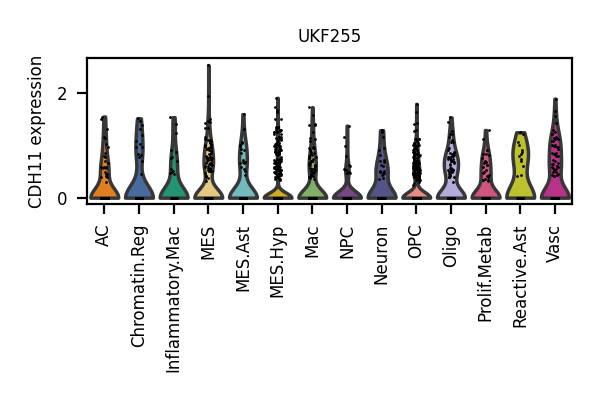 UKF255
CDH11 expression
2
0
AC
Chromatin.Reg
Inflammatory.Mac
MES
MES.Ast
MES.Hyp
Mac
NPC
Neuron
OPC
Oligo
Prolif.Metab
Reactive.Ast
Vasc